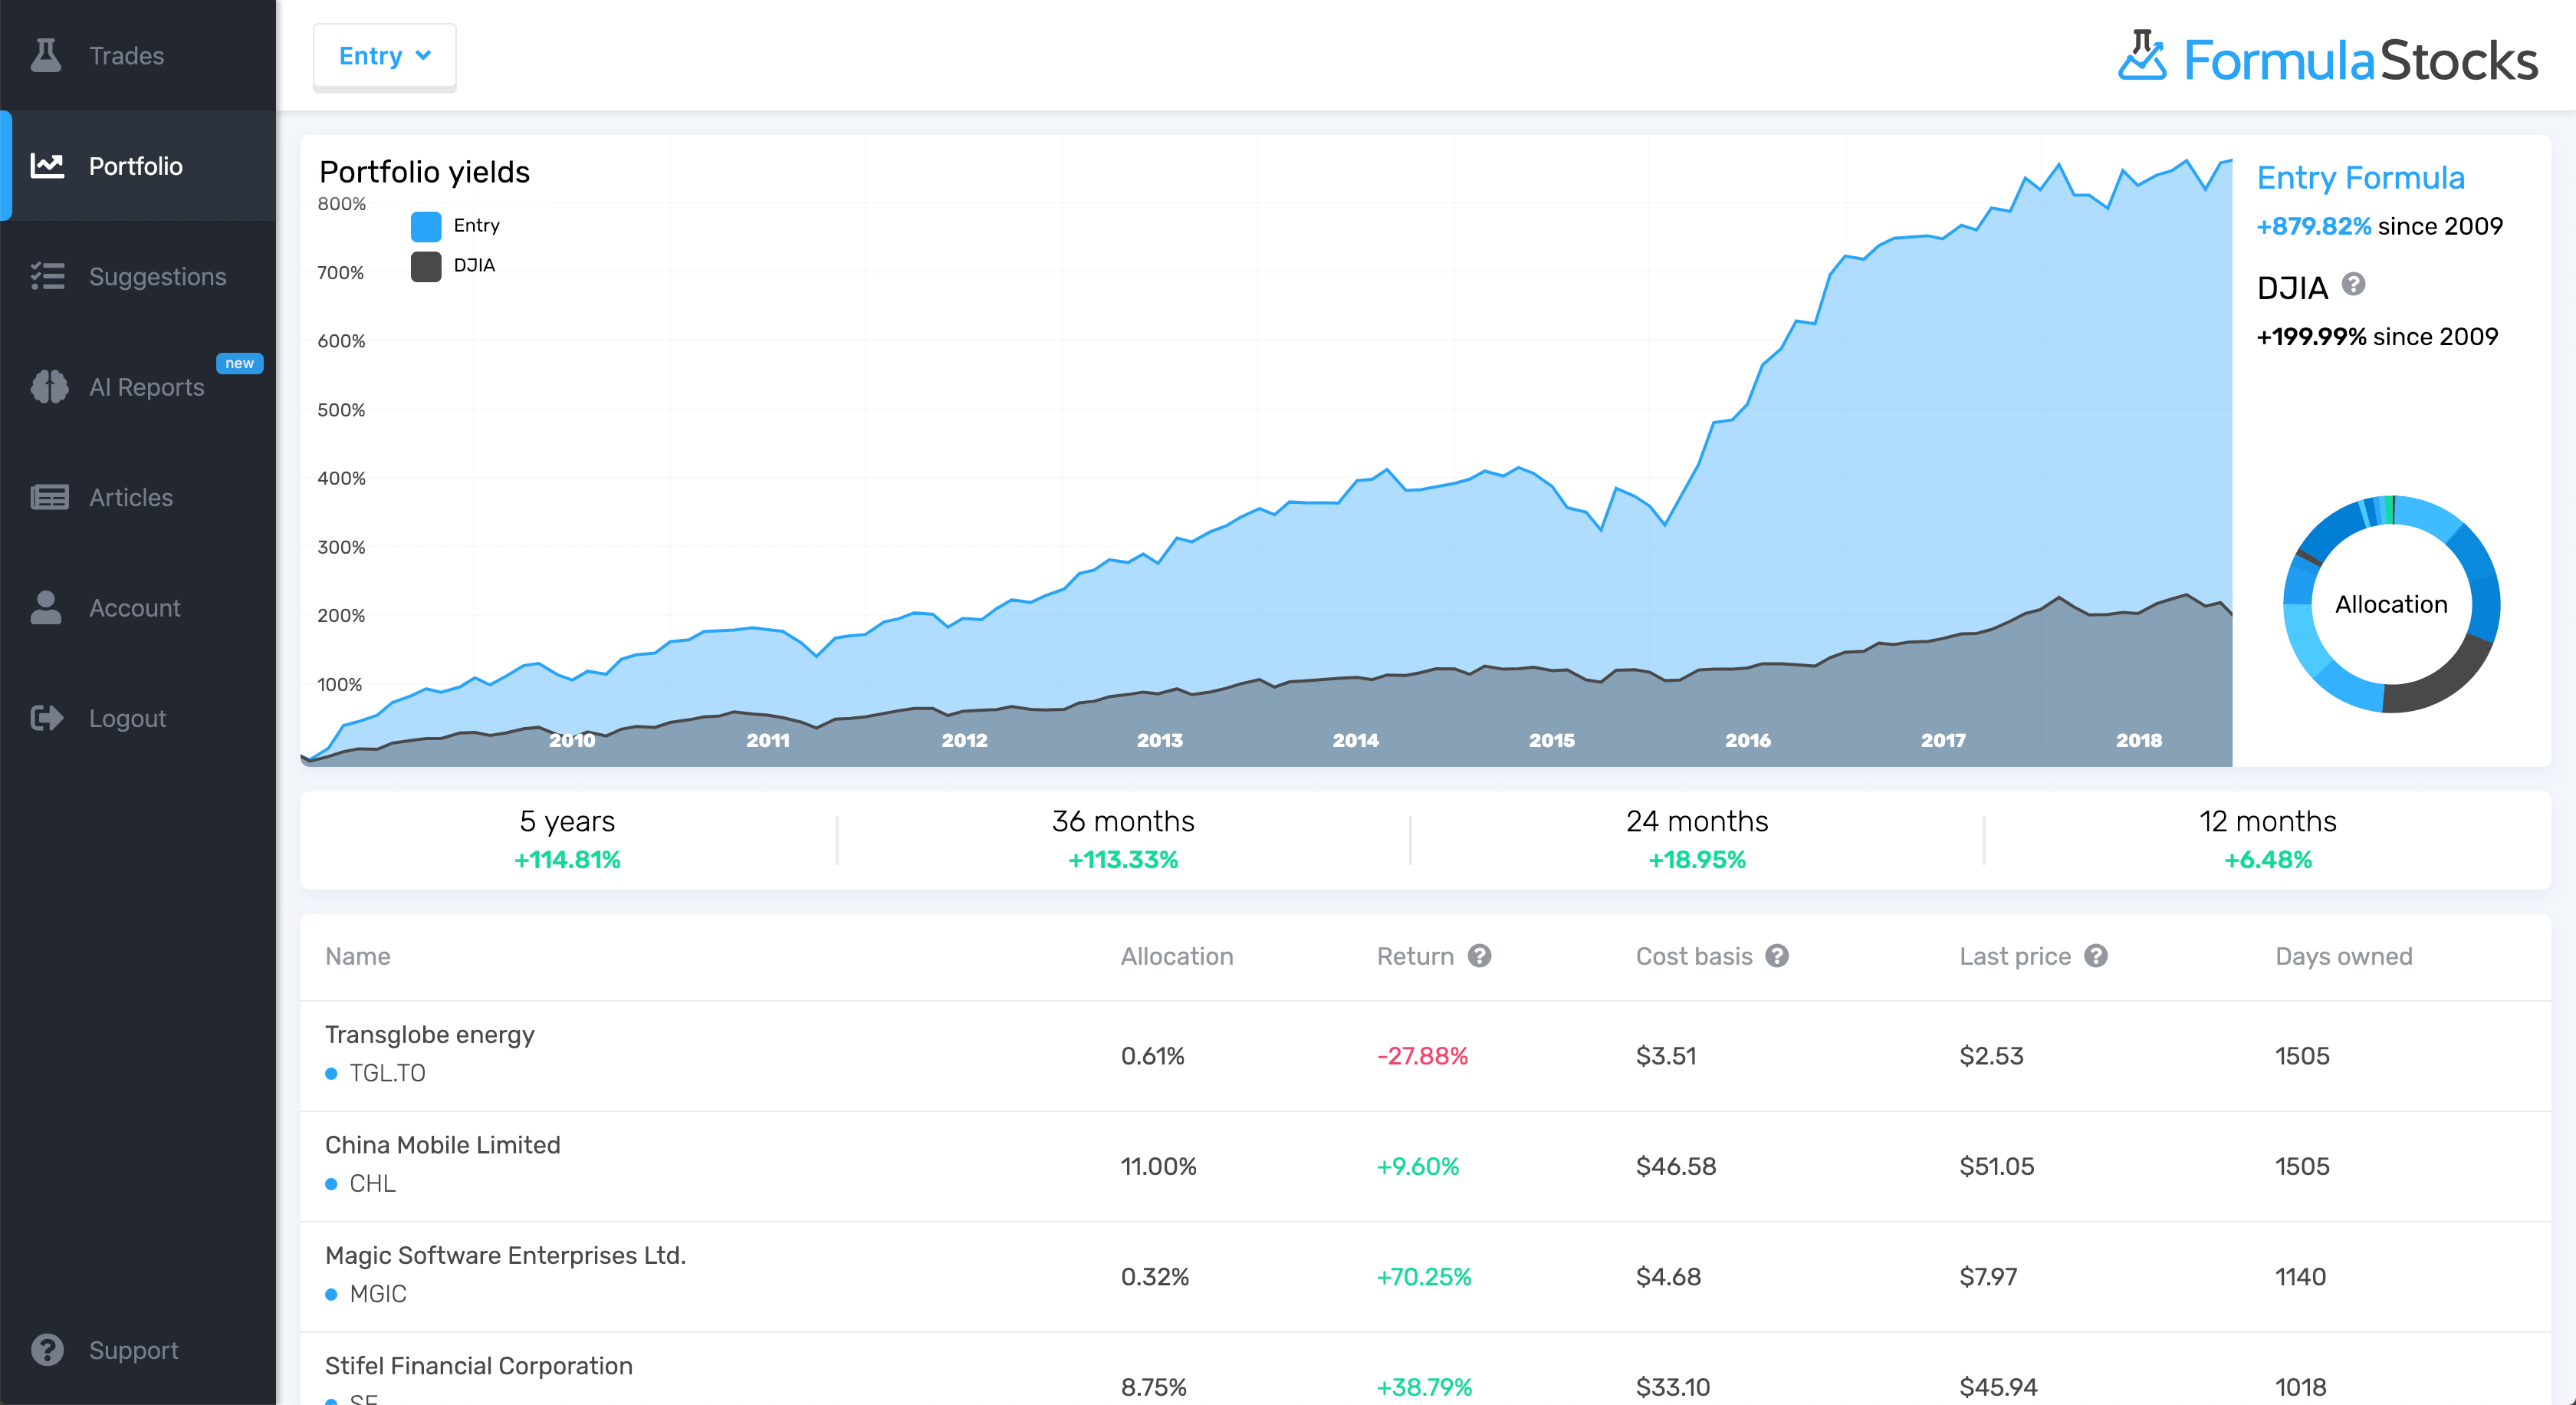 Trades
Portfolio
Suggestions
new
AI Reports
Articles
Account
Logout
Support
Entry
FormulaStocks
Portfolio yields
800%
700%
600%
500%
400%
300%
200%
100%
Entry
DJIA
2010 2011 2012 2013 2014 2015 2016 2017 2018
Entry Formula
+879.82% since 2009
DJIA ?
+199.99% since 2009
Allocation
5 years
+114.81%
36 months
+113.33%
24 months
+18.95%
12 months
+6.48%
Name Allocation Return ? Cost basis ? Last price ? Days owned
Transglobe energy
TGL.TO
0.61% -27.88% $3.51 $2.53 1505
China Mobile Limited
CHL
11.00% +9.60% $46.58 $51.05 1505
Magic Software Enterprises Ltd.
MGIC
0.32% +70.25% $4.68 $7.97 1140
Stifel Financial Corporation
8.75% +38.79% $33.10 $45.94 1018